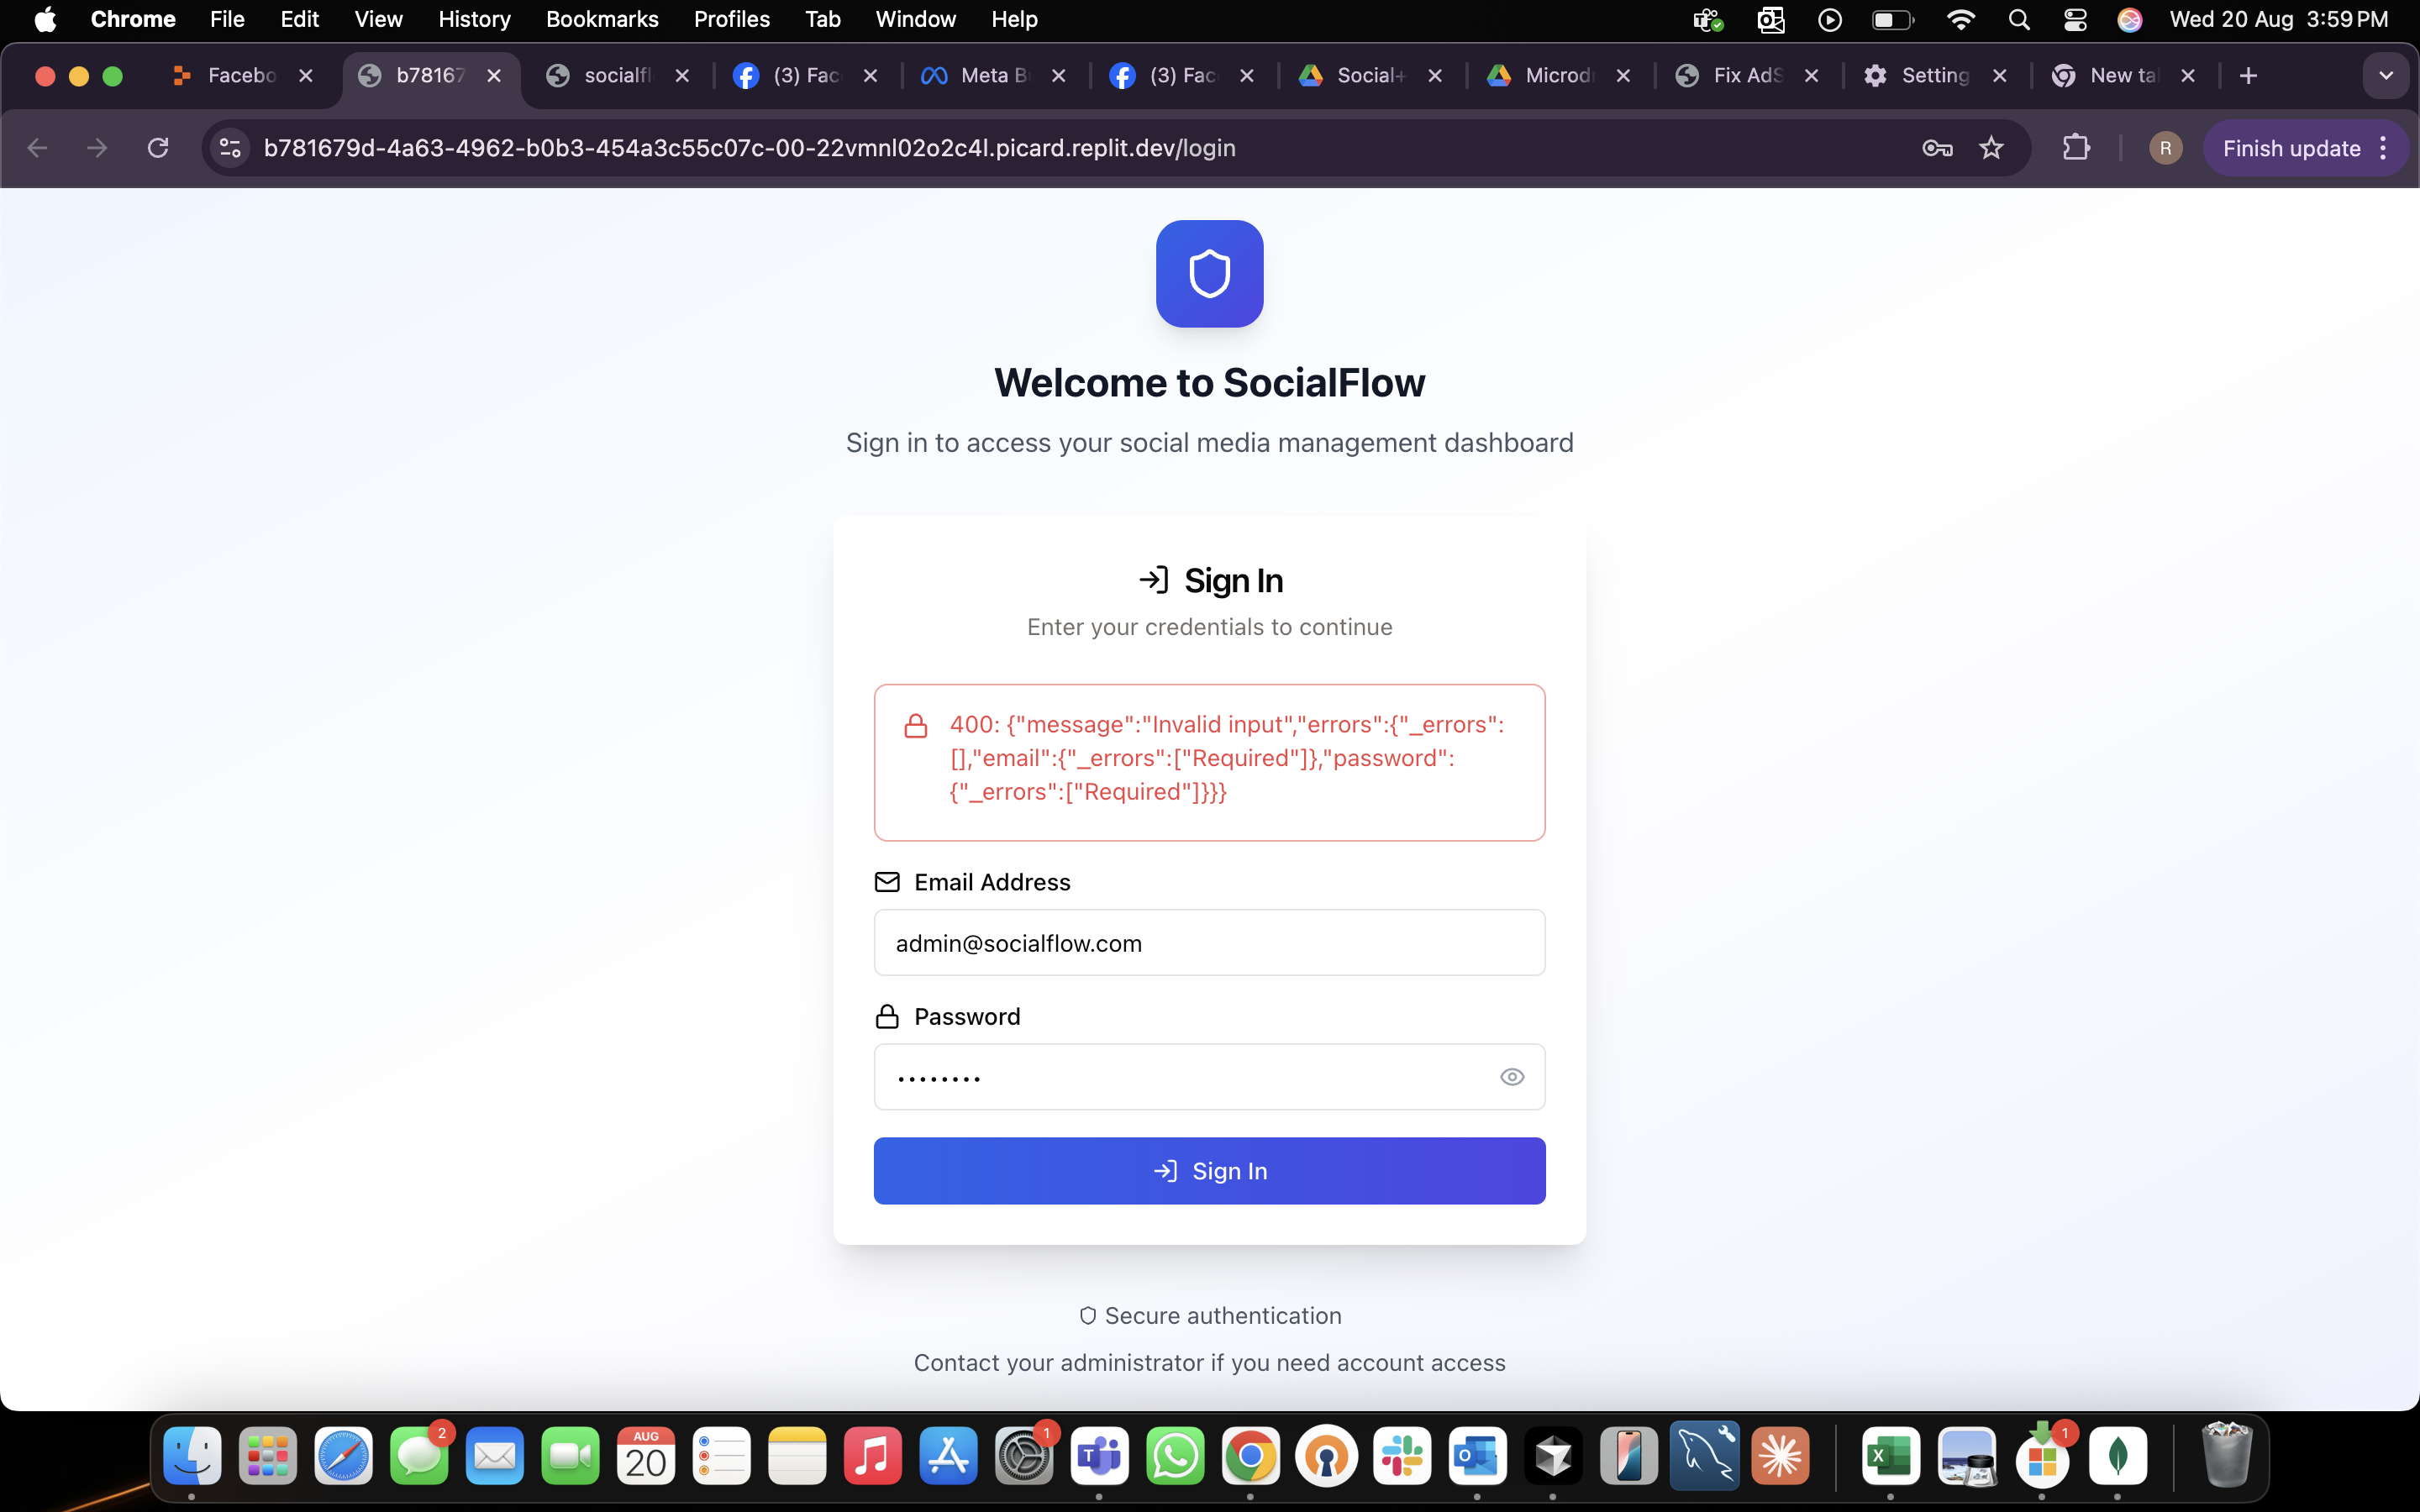 Chrome File Edit View History Bookmarks Profiles Tab Window Help Wed 20 Aug 3:59 PM
Facebo b78167 socialfl (3) Fac Meta B (3) Fac Social+ Microdr Fix AdS Setting New ta
b781679d-4a63-4962-b0b3-454a3c55c07c-00-22vmnl02o2c4l.picard.replit.dev/login R Finish update
Welcome to SocialFlow
Sign in to access your social media management dashboard
Sign In
Enter your credentials to continue
400: {"message":"Invalid input","errors":{"_errors":
[],"email":{"_errors":["Required"]},"password":
{"_errors":["Required"]}}}
Email Address
admin@socialflow.com
Password
••••••••
Sign In
Secure authentication
Contact your administrator if you need account access
2 AUG 20 1 1